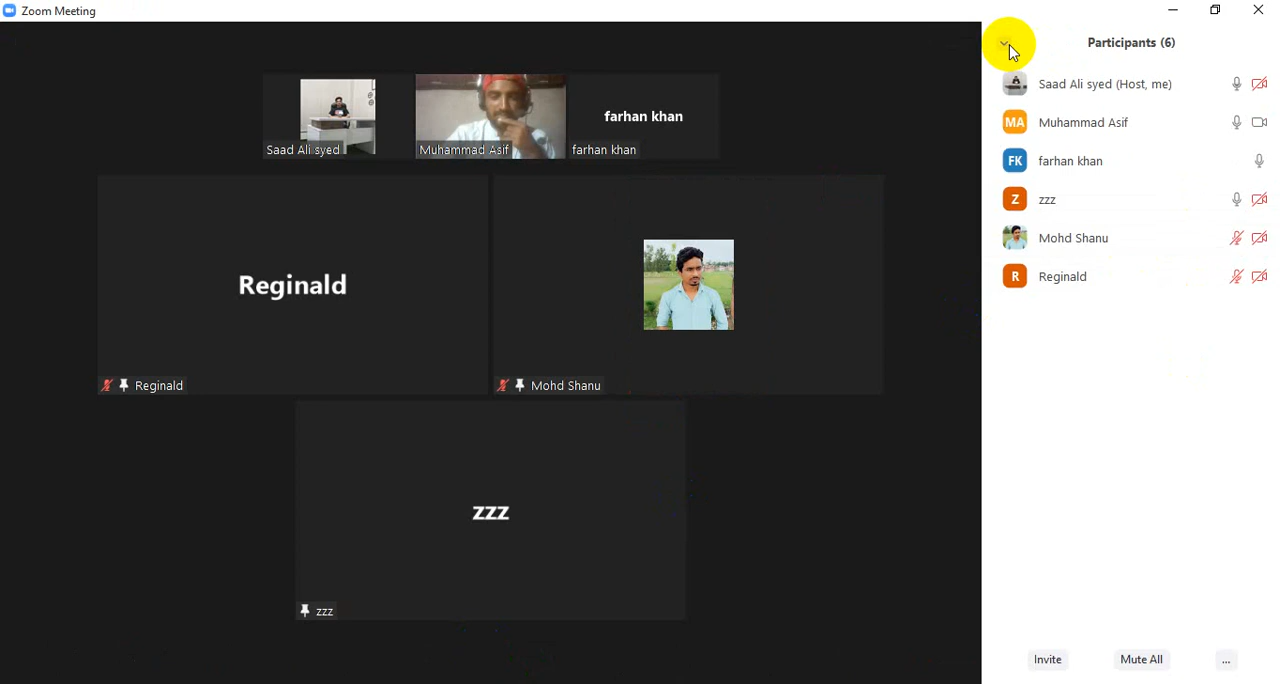 Zoom Meeting
Participants (6)
farhan khan
Saad Ali syed
Muhammad Asif
farhan khan
Reginald
Reginald
Mohd Shanu
zzz
zzz
Saad Ali syed (Host, me)
MA Muhammad Asif
FK farhan khan
Z zzz
Mohd Shanu
R Reginald
Invite
Mute All
...